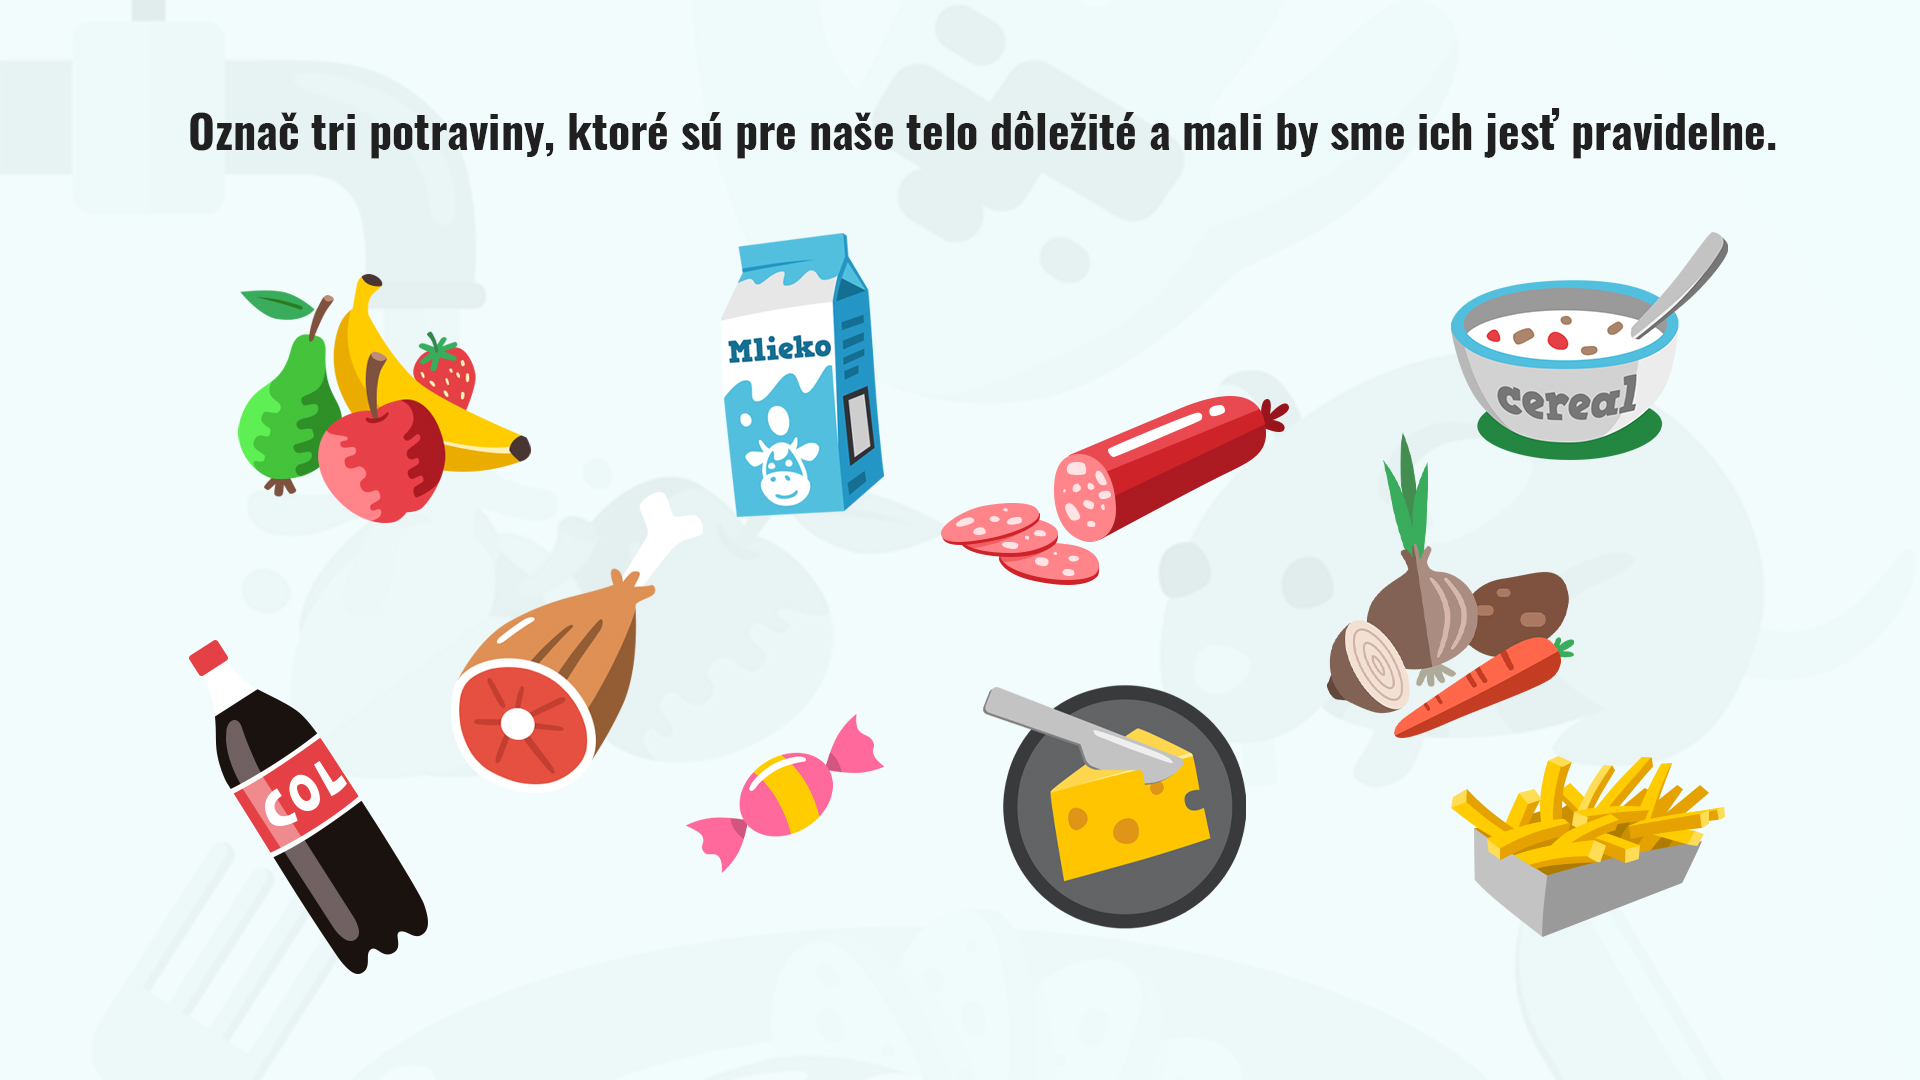 Označ tri potraviny, ktoré sú pre naše telo dôležité a mali by sme ich jesť pravidelne.
Mlieko
cereal
COL